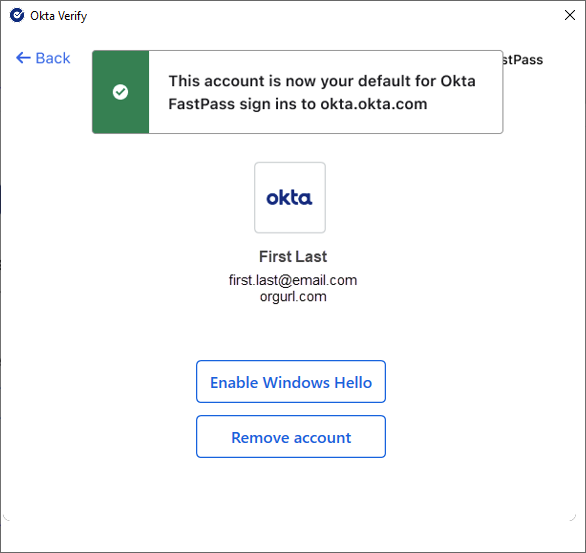 Okta Verify
Back
This account is now your default for Okta
FastPass sign ins to okta.okta.com
stPass
okta
First Last
first.last@email.com
orgurl.com
Enable Windows Hello
Remove account